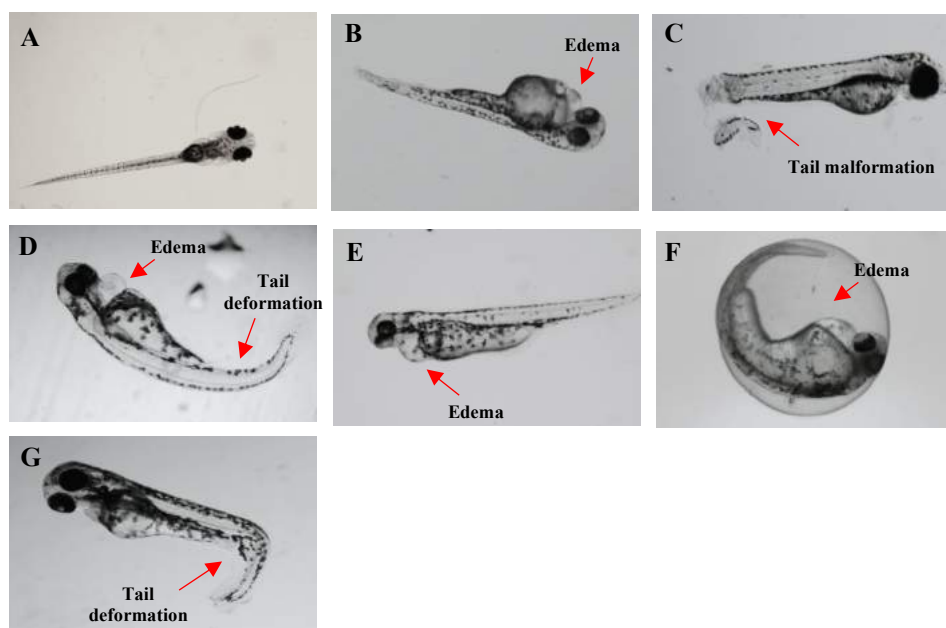 A
B
Edema
C
Tail malformation
D
Edema
Tail
deformation
E
Edema
F
Edema
G
Tail
deformation